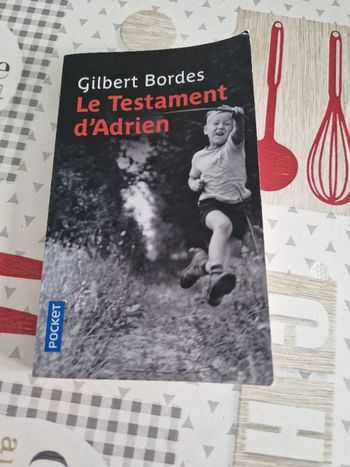 Gilbert Bordes
Le Testament
d'Adrien
POCKET